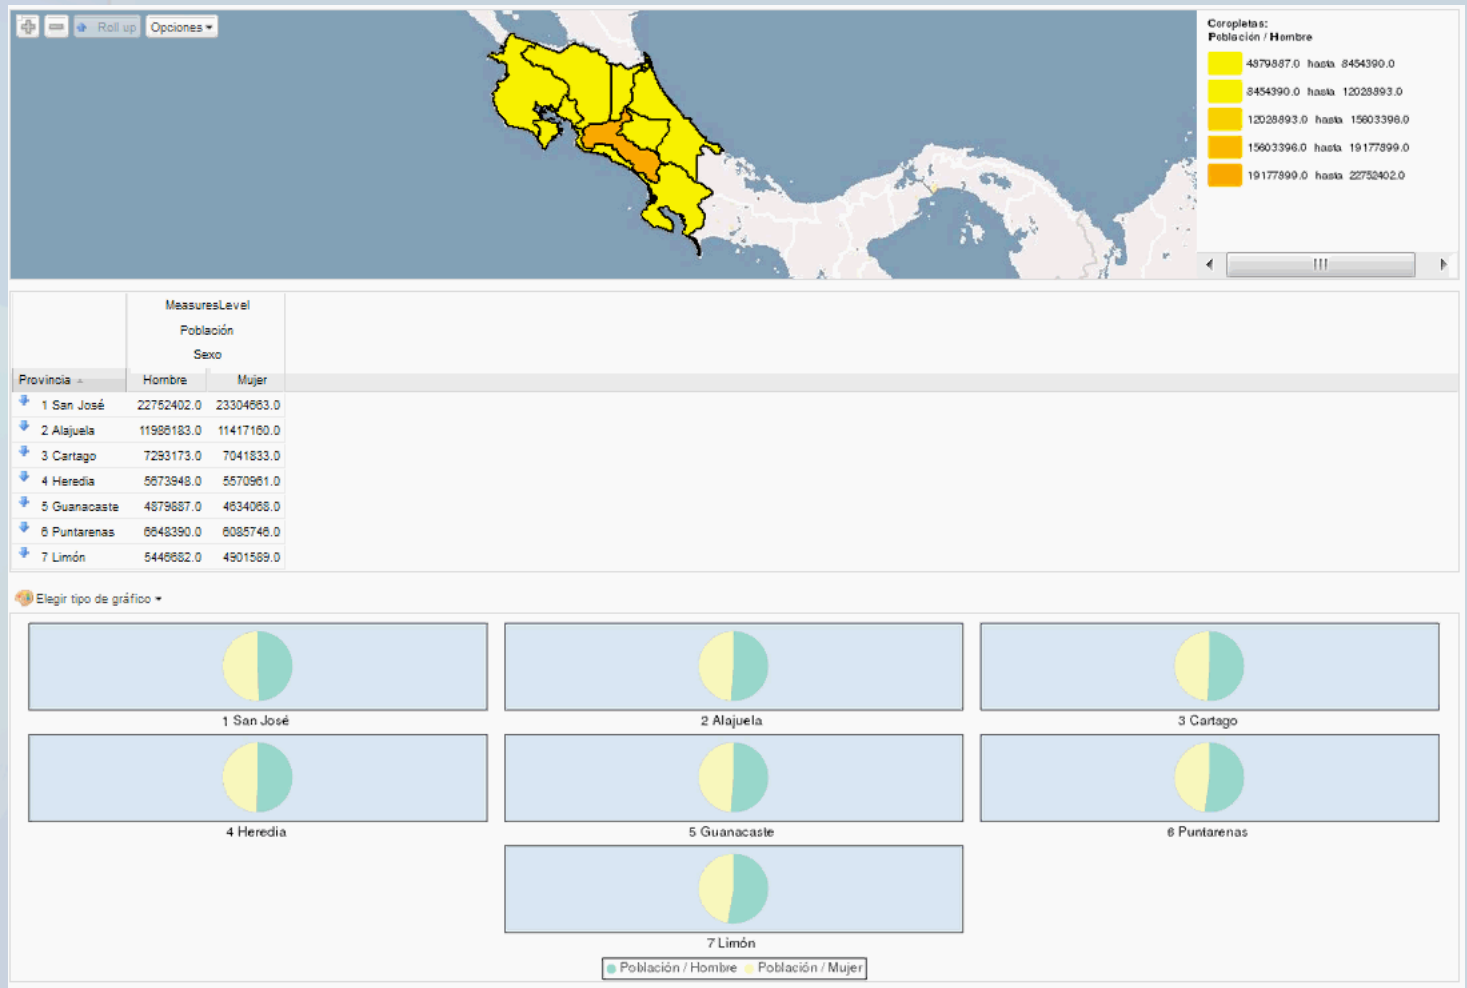 Roll up Opciones
Coropletas:
Población / Hombre
4879887.0 hasta 8454390.0
8454390.0 hasta 12028893.0
12028893.0 hasta 15603396.0
15603396.0 hasta 19177899.0
19177899.0 hasta 22752402.0
MeasuresLevel
Población
Sexo
Provincia Hombre Mujer
1 San José 22752402.0 23304663.0
2 Alajuela 11986183.0 11417160.0
3 Cartago 7293173.0 7041833.0
4 Heredia 5673948.0 5570961.0
5 Guanacaste 4879887.0 4634068.0
6 Puntarenas 6648390.0 6085746.0
7 Limón 5446682.0 4901589.0
Elegir tipo de gráfico
1 San José 2 Alajuela 3 Cartago
4 Heredia 5 Guanacaste 6 Puntarenas
7 Limón
Población / Hombre Población / Mujer